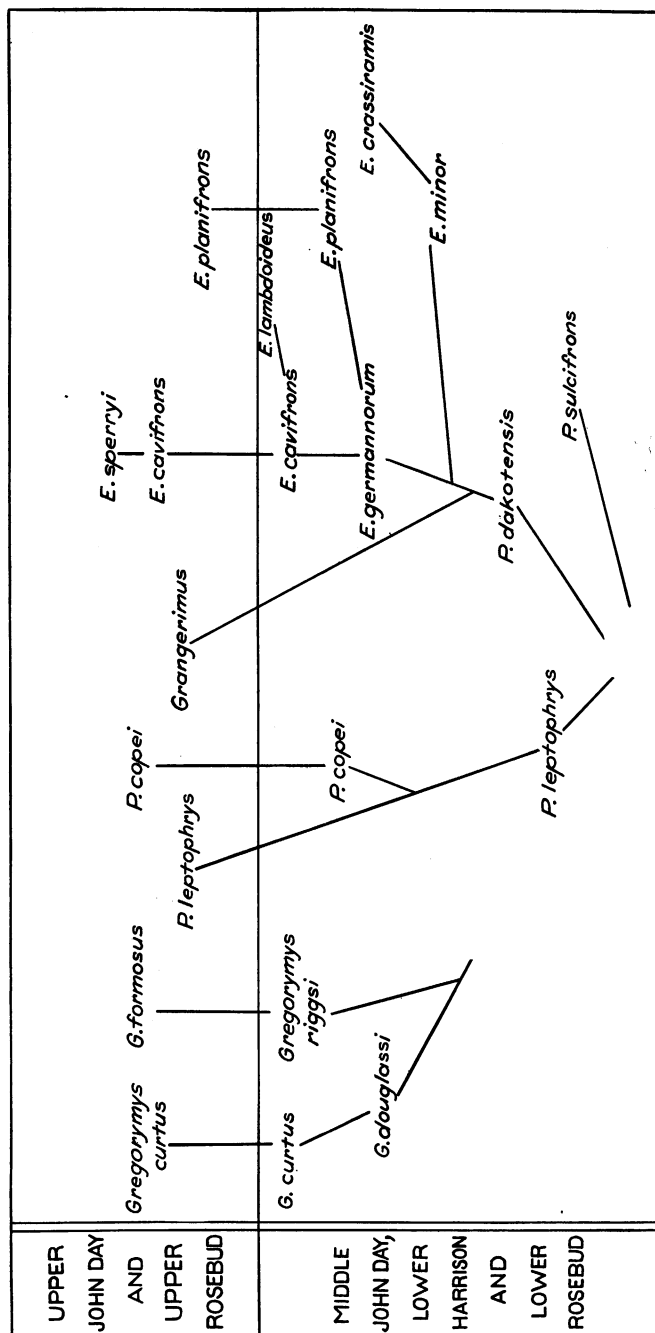 UPPER
JOHN DAY
AND
UPPER
ROSEBUD
Gregorymys
curtus
G. formosus
P. leptophrys
P. copei
Grangerimus
E. sperryi
E. cavifrons
E. planifrons
MIDDLE
JOHN DAY,
LOWER
HARRISON
AND
LOWER
ROSEBUD
G. curtus
G. douglassi
Gregorymys
riggsi
P. copei
P. leptophrys
E. cavifrons
E. lambdoideus
E. germannorum
E. planifrons
E. crassiramis
E. minor
P. dakotensis
P. sulcifrons